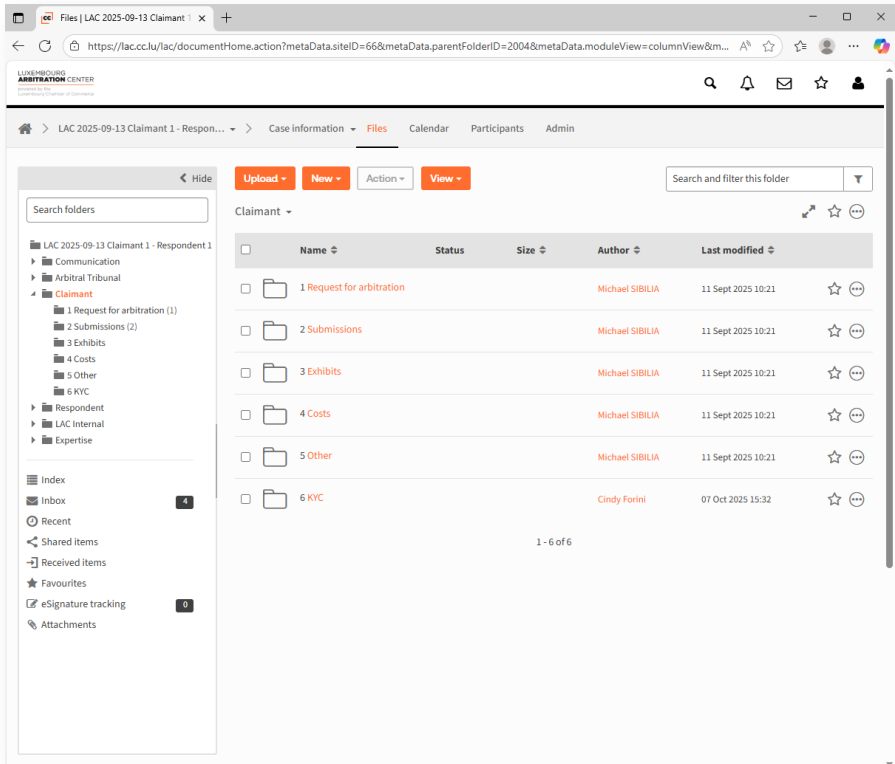 Files | LAC 2025-09-13 Claimant 1
https://lac.cc.lu/lac/documentHome.action?metaData.siteID=66&metaData.parentFolderID=2004&metaData.moduleView=columnView&m...
LUXEMBOURG
ARBITRATION CENTER
powered by the
Luxembourg Chamber of Commerce
LAC 2025-09-13 Claimant 1 - Respon... Case information Files Calendar Participants Admin
Hide
Search folders
LAC 2025-09-13 Claimant 1 - Respondent 1
Communication
Arbitral Tribunal
Claimant
1 Request for arbitration (1)
2 Submissions (2)
3 Exhibits
4 Costs
5 Other
6 KYC
Respondent
LAC Internal
Expertise
Index
Inbox 4
Recent
Shared items
Received items
Favourites
eSignature tracking 0
Attachments
Upload New Action View Search and filter this folder
Claimant
Name Status Size Author Last modified
1 Request for arbitration Michael SIBILIA 11 Sept 2025 10:21
2 Submissions Michael SIBILIA 11 Sept 2025 10:21
3 Exhibits Michael SIBILIA 11 Sept 2025 10:21
4 Costs Michael SIBILIA 11 Sept 2025 10:21
5 Other Michael SIBILIA 11 Sept 2025 10:21
6 KYC Cindy Forini 07 Oct 2025 15:32
1 - 6 of 6